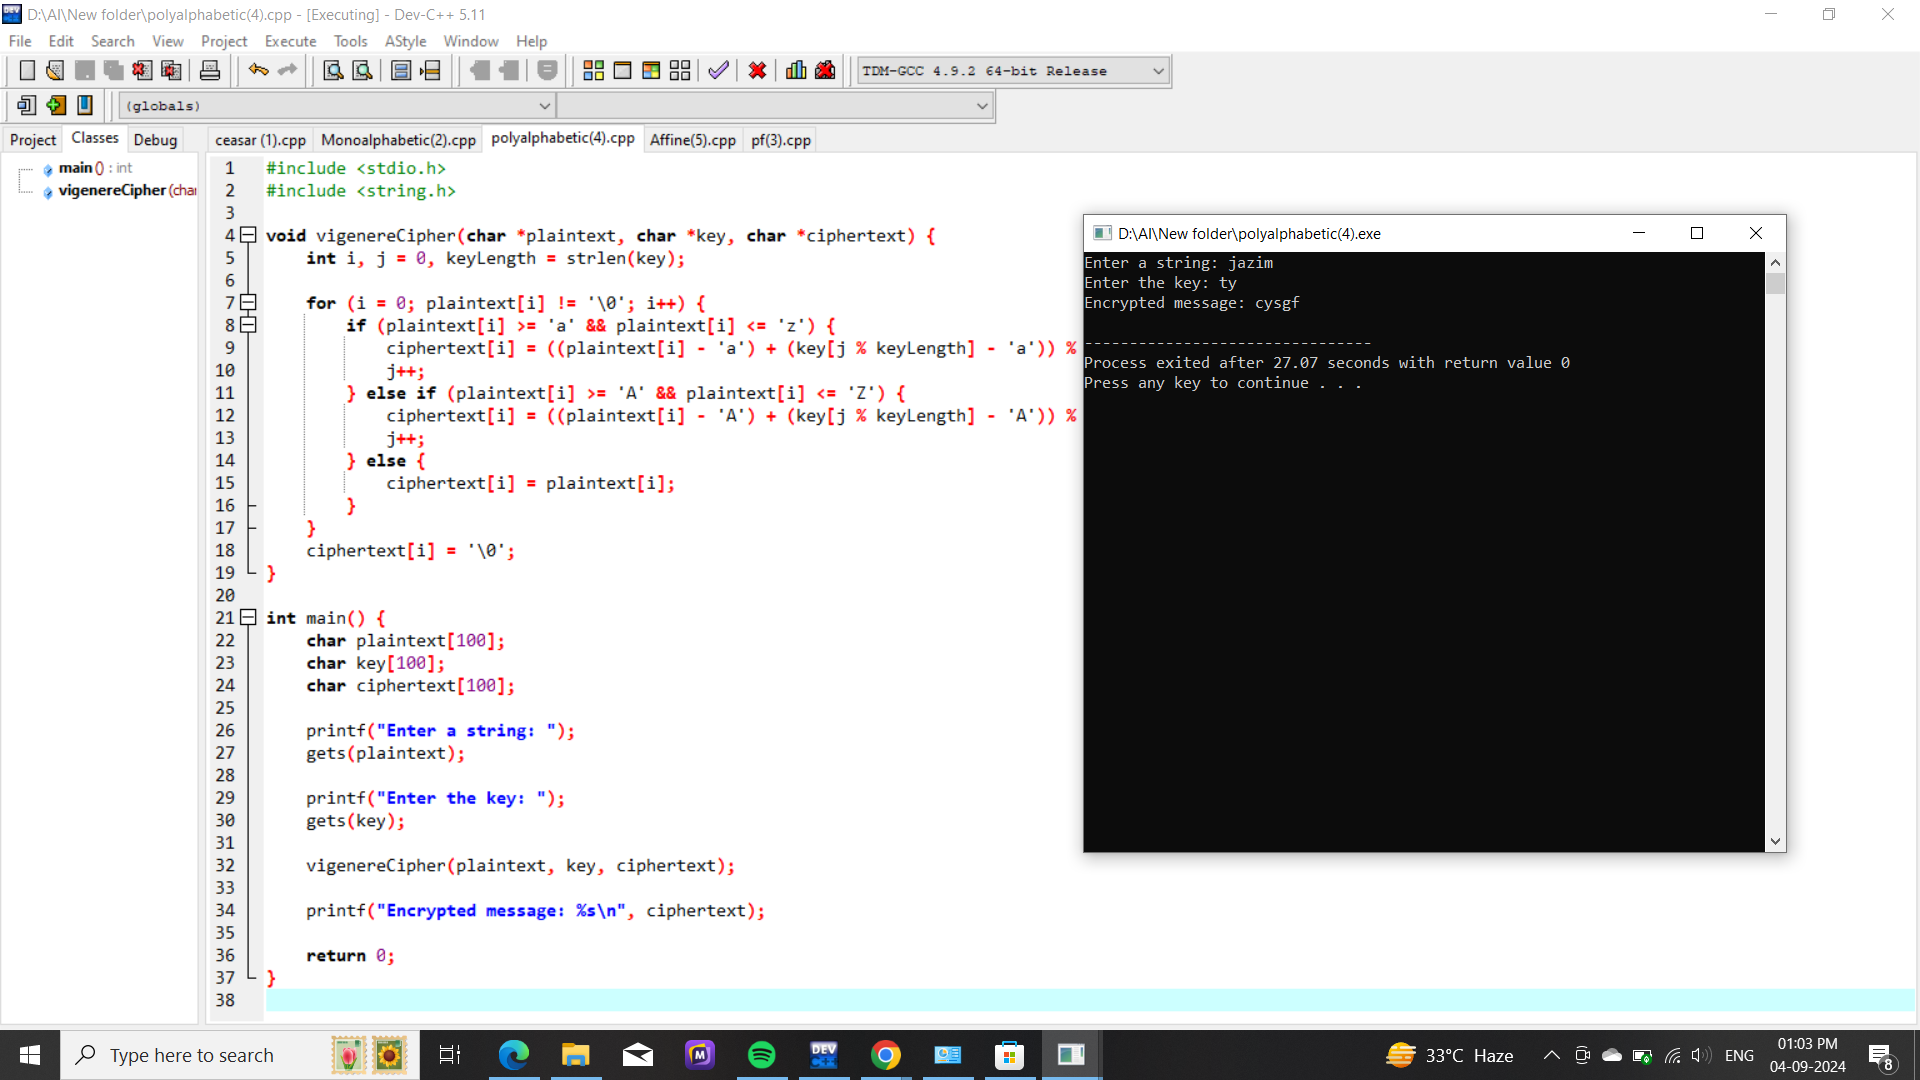 D:\AI\New folder\polyalphabetic(4).cpp - [Executing] - Dev-C++ 5.11
File Edit Search View Project Execute Tools AStyle Window Help
TDM-GCC 4.9.2 64-bit Release
(globals)
Project Classes Debug
ceasar (1).cpp Monoalphabetic(2).cpp polyalphabetic(4).cpp Affine(5).cpp pf(3).cpp
main () : int
vigenereCipher (char
1 #include <stdio.h>
2 #include <string.h>
3
4 void vigenereCipher(char *plaintext, char *key, char *ciphertext) {
5 int i, j = 0, keyLength = strlen(key);
6
7 for (i = 0; plaintext[i] != '\0'; i++) {
8 if (plaintext[i] >= 'a' && plaintext[i] <= 'z') {
9 ciphertext[i] = ((plaintext[i] - 'a') + (key[j % keyLength] - 'a')) %
10 j++;
11 } else if (plaintext[i] >= 'A' && plaintext[i] <= 'Z') {
12 ciphertext[i] = ((plaintext[i] - 'A') + (key[j % keyLength] - 'A')) %
13 j++;
14 } else {
15 ciphertext[i] = plaintext[i];
16 }
17 }
18 ciphertext[i] = '\0';
19 }
20
21 int main() {
22 char plaintext[100];
23 char key[100];
24 char ciphertext[100];
25
26 printf("Enter a string: ");
27 gets(plaintext);
28
29 printf("Enter the key: ");
30 gets(key);
31
32 vigenereCipher(plaintext, key, ciphertext);
33
34 printf("Encrypted message: %s\n", ciphertext);
35
36 return 0;
37 }
38
D:\AI\New folder\polyalphabetic(4).exe
Enter a string: jazim
Enter the key: ty
Encrypted message: cysgf
--------------------------------
Process exited after 27.07 seconds with return value 0
Press any key to continue . . .
Type here to search
DEV
33°C Haze
ENG
01:03 PM
04-09-2024
8